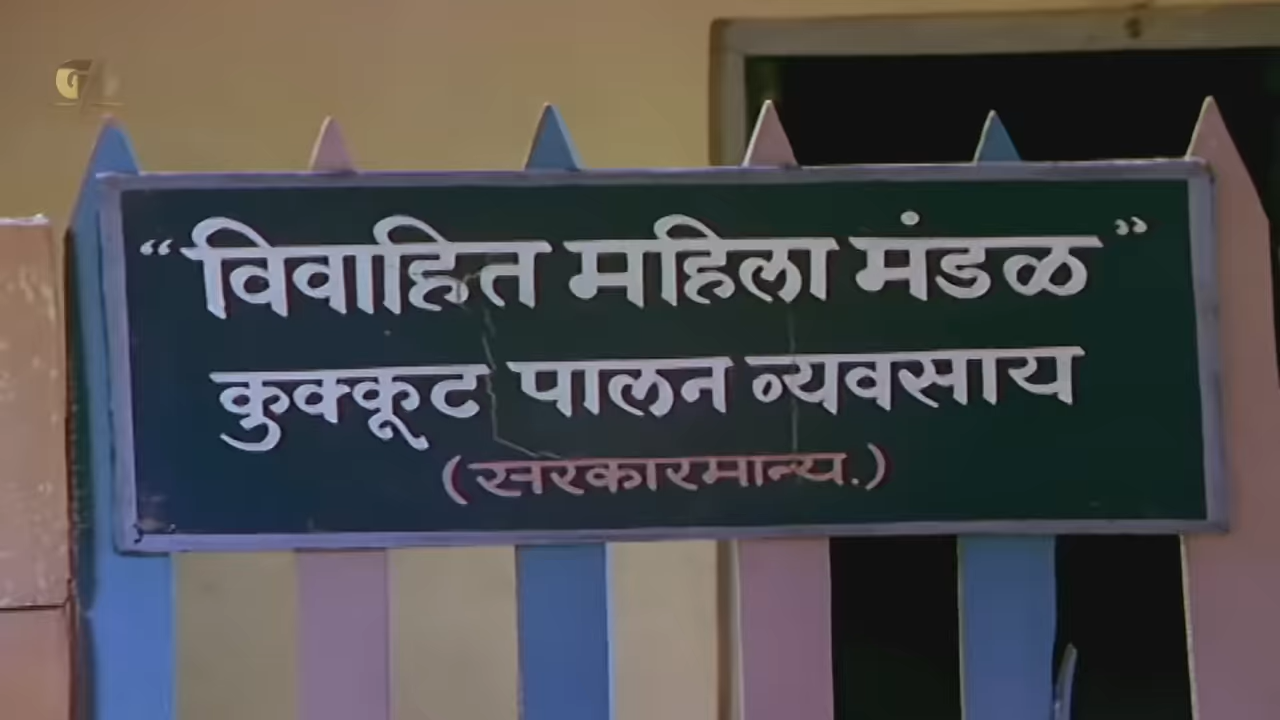 “विवाहित महिला मंडळ”
कुक्कूट पालन व्यवसाय
(सरकारमान्य.)